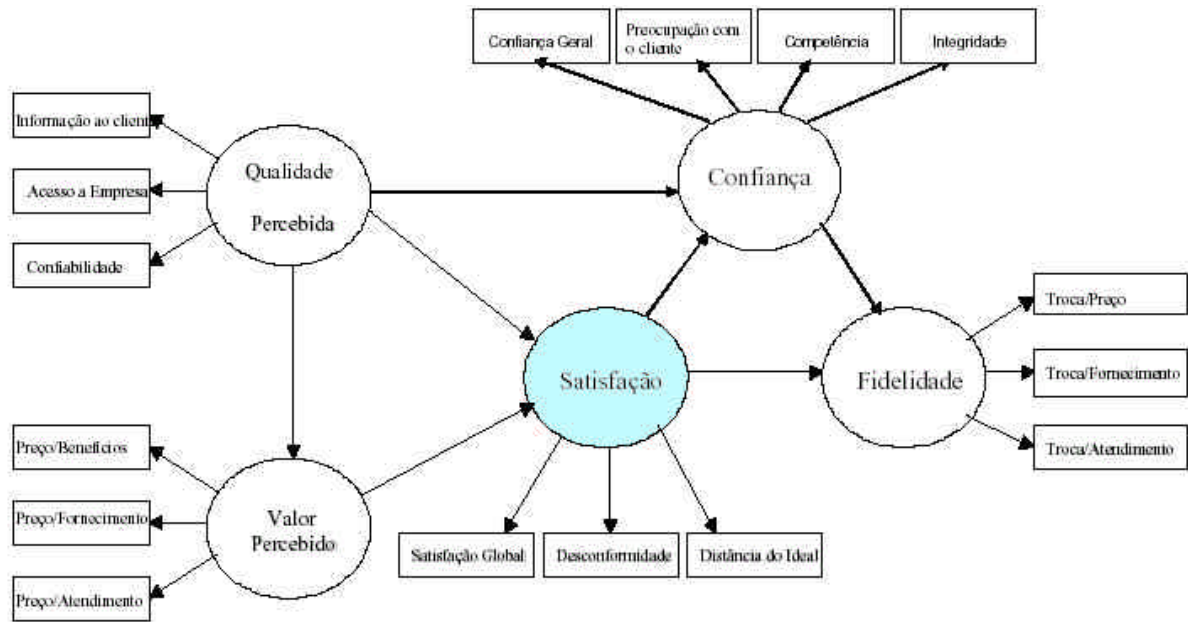 Confiança Geral
Preocupação com
o cliente
Competência
Integridade
Informação ao client
Acesso a Empresa
Confiabilidade
Qualidade
Percebida
Confiança
Satisfação
Fidelidade
Troca/Preço
Troca/Fornecimento
Troca/Atendimento
Preço/Benefícios
Preço/Fornecimento
Preço/Atendimento
Valor
Percebido
Satisfação Global
Desconformidade
Distância do Ideal